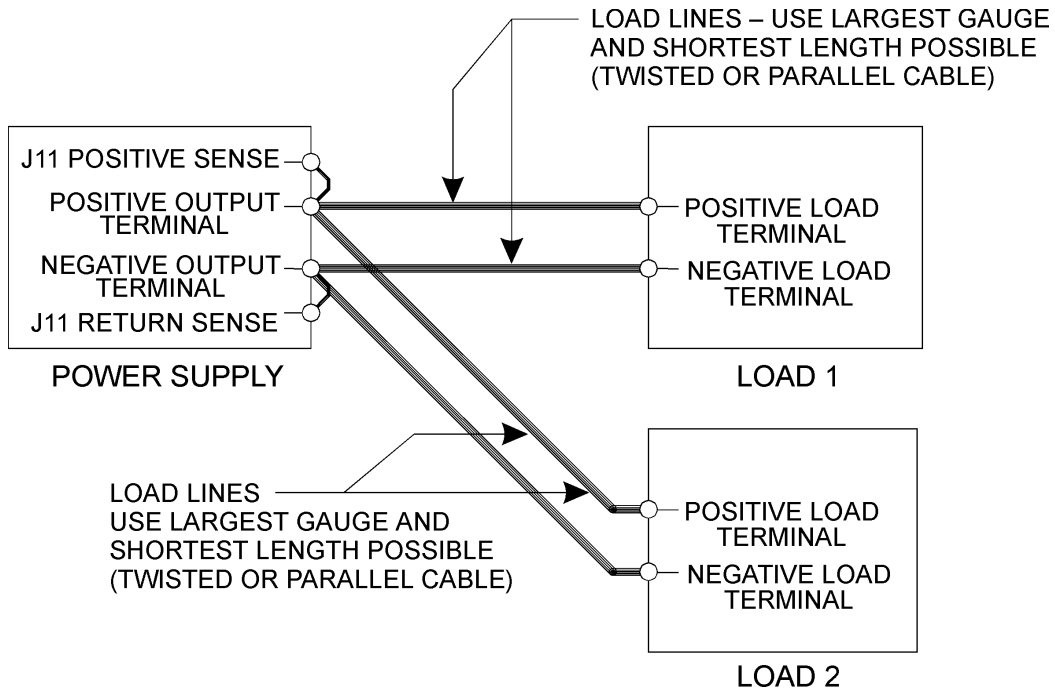 LOAD LINES – USE LARGEST GAUGE
AND SHORTEST LENGTH POSSIBLE
(TWISTED OR PARALLEL CABLE)
J11 POSITIVE SENSE
POSITIVE OUTPUT
TERMINAL
NEGATIVE OUTPUT
TERMINAL
J11 RETURN SENSE
POWER SUPPLY
POSITIVE LOAD
TERMINAL
NEGATIVE LOAD
TERMINAL
LOAD 1
LOAD LINES
USE LARGEST GAUGE AND
SHORTEST LENGTH POSSIBLE
(TWISTED OR PARALLEL CABLE)
POSITIVE LOAD
TERMINAL
NEGATIVE LOAD
TERMINAL
LOAD 2